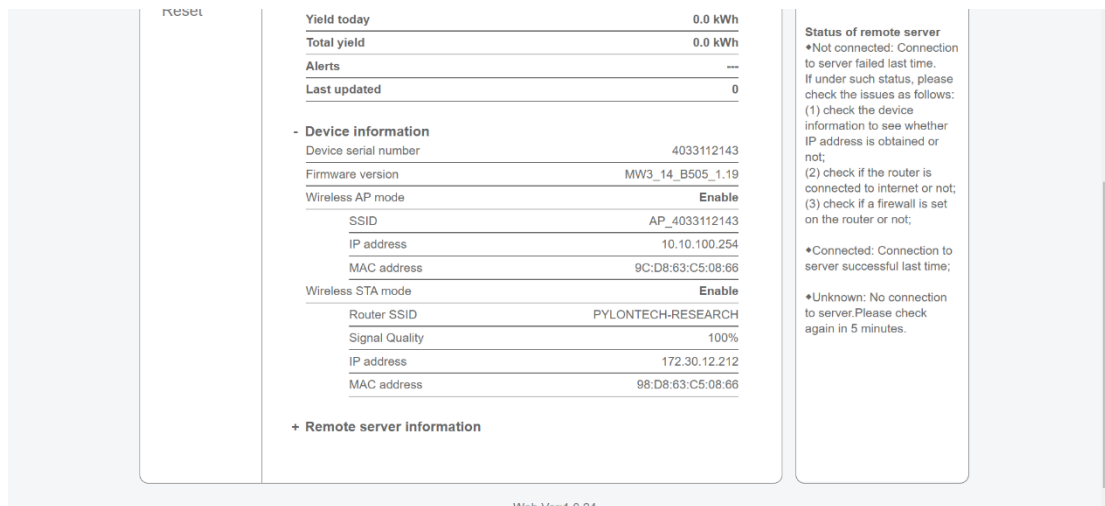 Reset
Yield today 0.0 kWh
Total yield 0.0 kWh
Alerts ---
Last updated 0
- Device information
Device serial number 4033112143
Firmware version MW3_14_B505_1.19
Wireless AP mode Enable
SSID AP_4033112143
IP address 10.10.100.254
MAC address 9C:D8:63:C5:08:66
Wireless STA mode Enable
Router SSID PYLONTECH-RESEARCH
Signal Quality 100%
IP address 172.30.12.212
MAC address 98:D8:63:C5:08:66
+ Remote server information
Status of remote server
◆Not connected: Connection
to server failed last time.
If under such status, please
check the issues as follows:
(1) check the device
information to see whether
IP address is obtained or
not;
(2) check if the router is
connected to internet or not;
(3) check if a firewall is set
on the router or not;
◆Connected: Connection to
server successful last time;
◆Unknown: No connection
to server.Please check
again in 5 minutes.